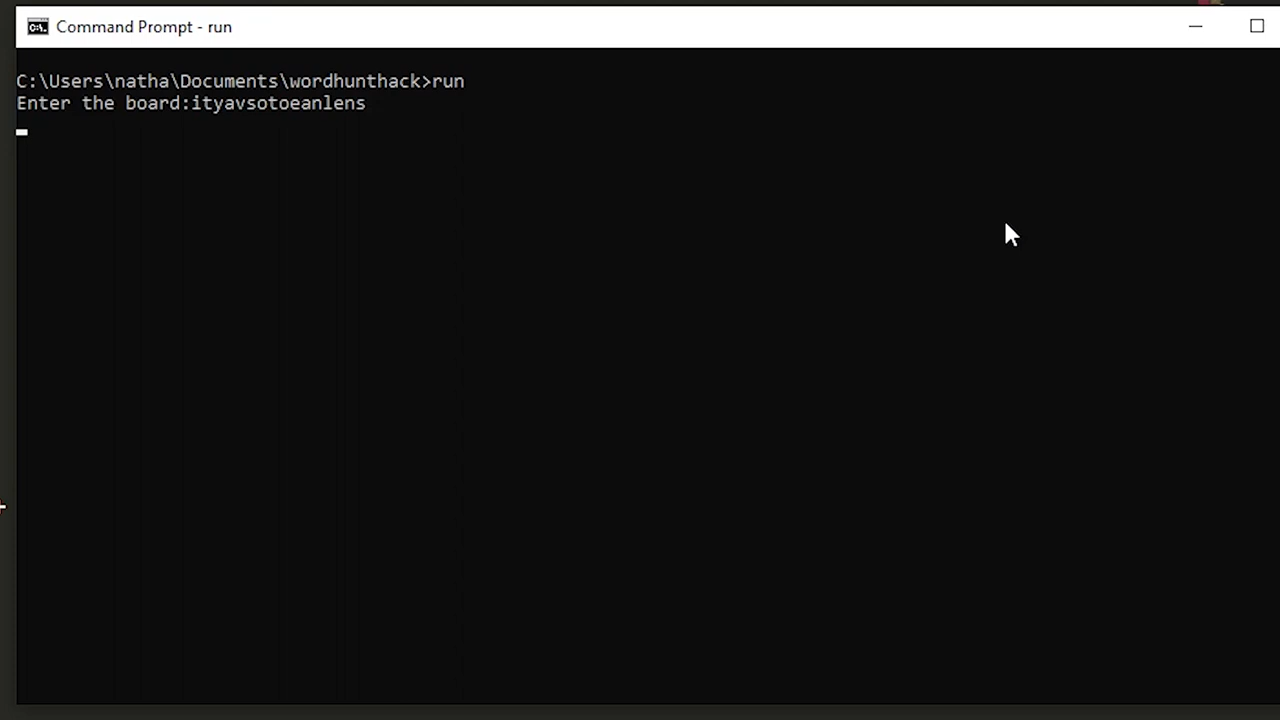 Command Prompt - run
C:\Users\natha\Documents\wordhunthack>run
Enter the board:ityavsotoeanlens